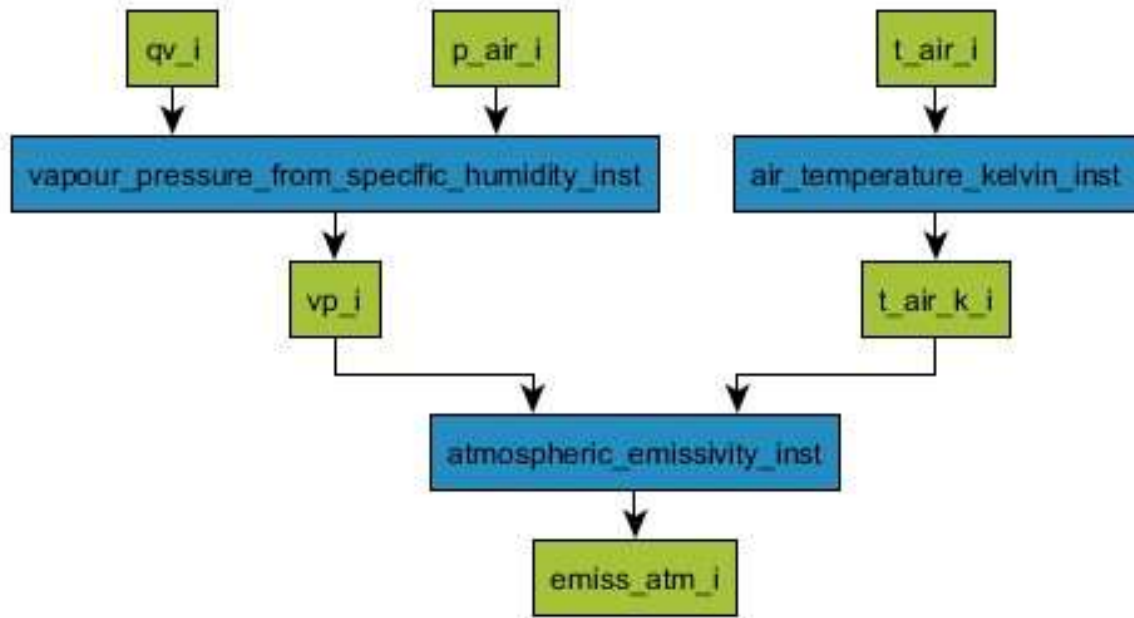 qv_i
p_air_i
t_air_i
vapour_pressure_from_specific_humidity_inst
air_temperature_kelvin_inst
vp_i
t_air_k_i
atmospheric_emissivity_inst
emiss_atm_i